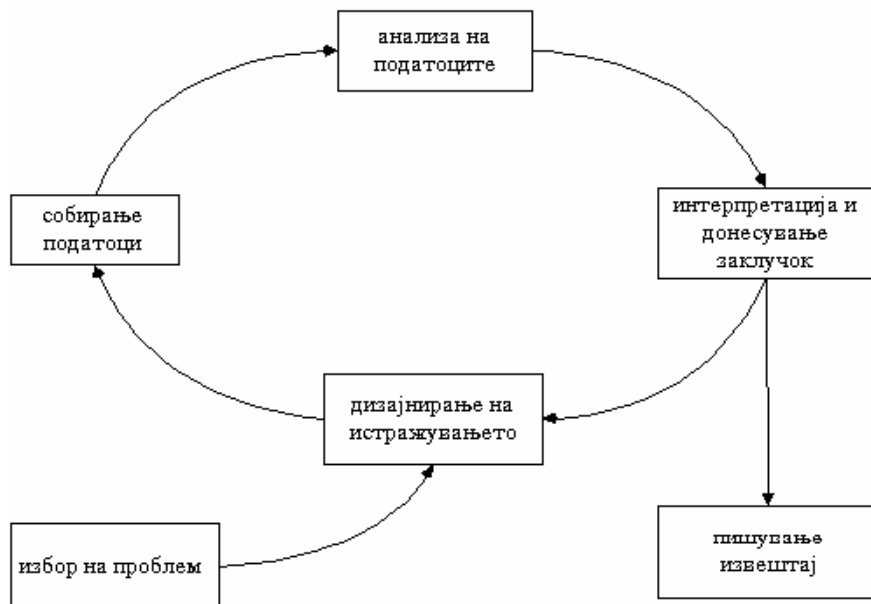 анализа на
податоците
собирање
податоци
интерпретација и
донесување
заклучок
дизајнирање на
истражувањето
избор на проблем
пишување
извештај